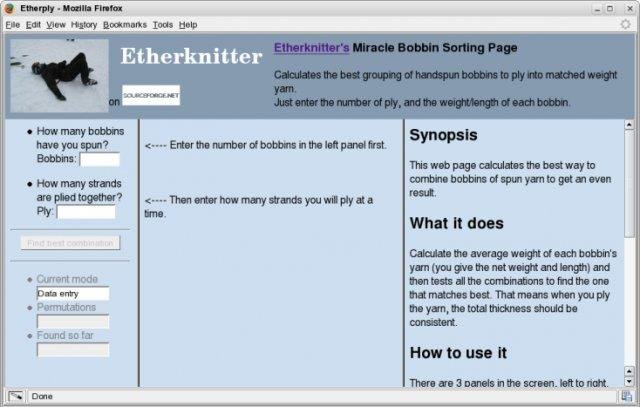 Etherply - Mozilla Firefox
File Edit View History Bookmarks Tools Help
Etherknitter
on SOURCEFORGE.NET
Etherknitter's Miracle Bobbin Sorting Page
Calculates the best grouping of handspun bobbins to ply into matched weight
yarn.
Just enter the number of ply, and the weight/length of each bobbin.
How many bobbins
have you spun?
Bobbins:
How many strands
are plied together?
Ply:
Find best combination
Current mode
Data entry
Permutations
Found so far
<---- Enter the number of bobbins in the left panel first.
<---- Then enter how many strands you will ply at a
time.
Synopsis
This web page calculates the best way to
combine bobbins of spun yarn to get an even
result.
What it does
Calculate the average weight of each bobbin's
yarn (you give the net weight and length) and
then tests all the combinations to find the one
that matches best. That means when you ply
the yarn, the total thickness should be
consistent.
How to use it
There are 3 panels in the screen, left to right.
Done